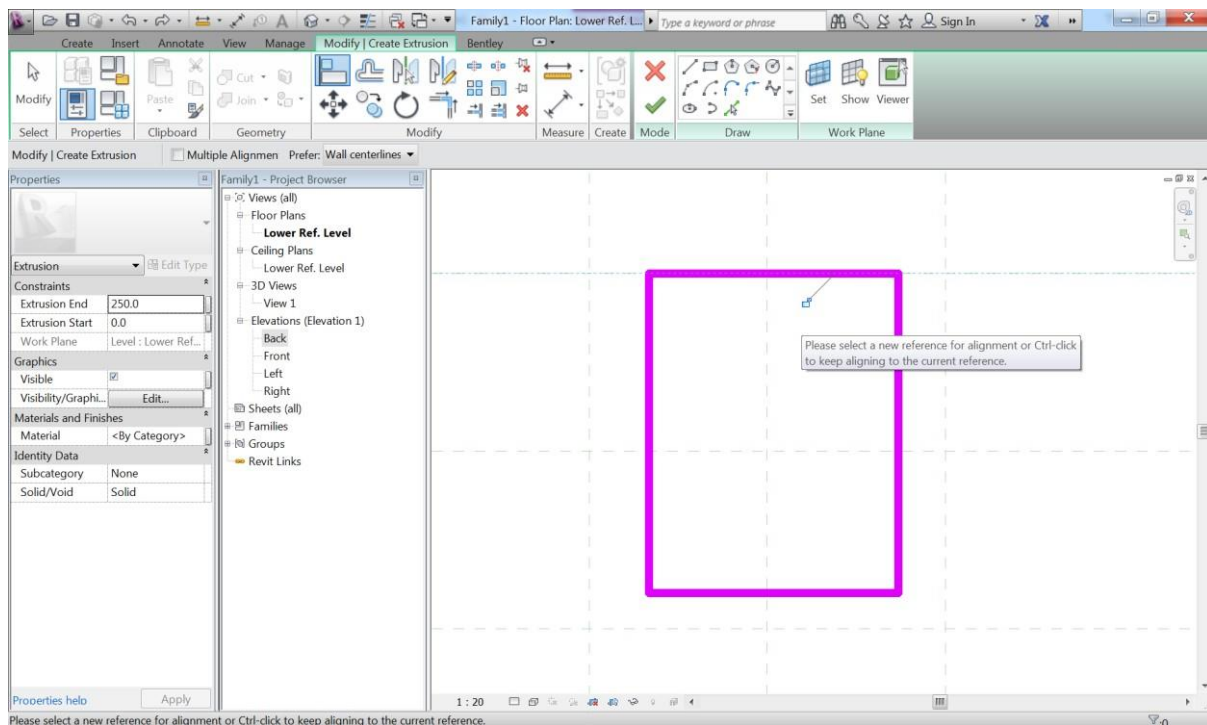 Family1 - Floor Plan: Lower Ref. L...
Type a keyword or phrase
Sign In
Create Insert Annotate View Manage Modify | Create Extrusion Bentley
Modify
Paste
Cut
Join
Set Show Viewer
Select Properties Clipboard Geometry Modify Measure Create Mode Draw Work Plane
Modify | Create Extrusion Multiple Alignmen Prefer: Wall centerlines
Properties
Extrusion Edit Type
Constraints
Extrusion End 250.0
Extrusion Start 0.0
Work Plane Level : Lower Ref...
Graphics
Visible
Visibility/Graphi... Edit...
Materials and Finishes
Material <By Category>
Identity Data
Subcategory None
Solid/Void Solid
Properties help Apply
Family1 - Project Browser
Views (all)
Floor Plans
Lower Ref. Level
Ceiling Plans
Lower Ref. Level
3D Views
View 1
Elevations (Elevation 1)
Back
Front
Left
Right
Sheets (all)
Families
Groups
Revit Links
Please select a new reference for alignment or Ctrl-click
to keep aligning to the current reference.
1 : 20
Please select a new reference for alignment or Ctrl-click to keep aligning to the current reference.
:0